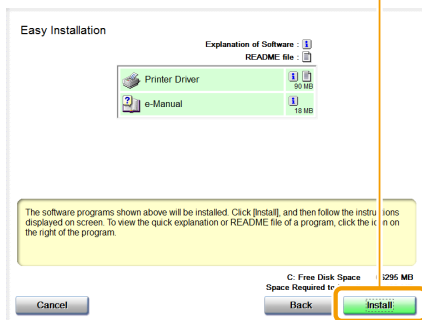 Easy Installation
Explanation of Software :
README file :
Printer Driver
90 MB
e-Manual
18 MB
The software programs shown above will be installed. Click [Install], and then follow the instructions
displayed on screen. To view the quick explanation or README file of a program, click the icon on
the right of the program.
C: Free Disk Space 5295 MB
Space Required to
Cancel
Back
Install